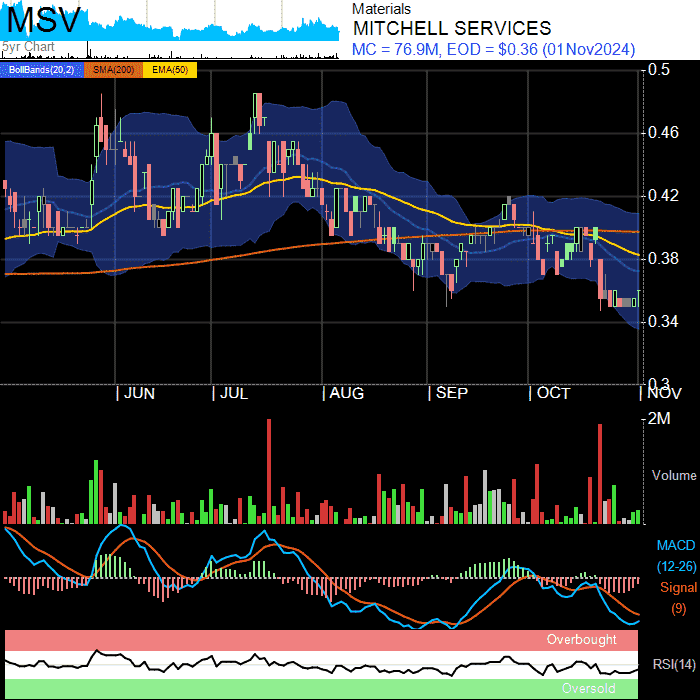 MSV
5yr Chart
Materials
MITCHELL SERVICES
MC = 76.9M, EOD = $0.36 (01Nov2024)
BollBands(20,2) SMA(200) EMA(50)
0.5
0.46
0.42
0.38
0.34
0.3
JUN JUL AUG SEP OCT NOV
2M
Volume
MACD
(12-26)
Signal
(9)
Overbought
RSI(14)
Oversold